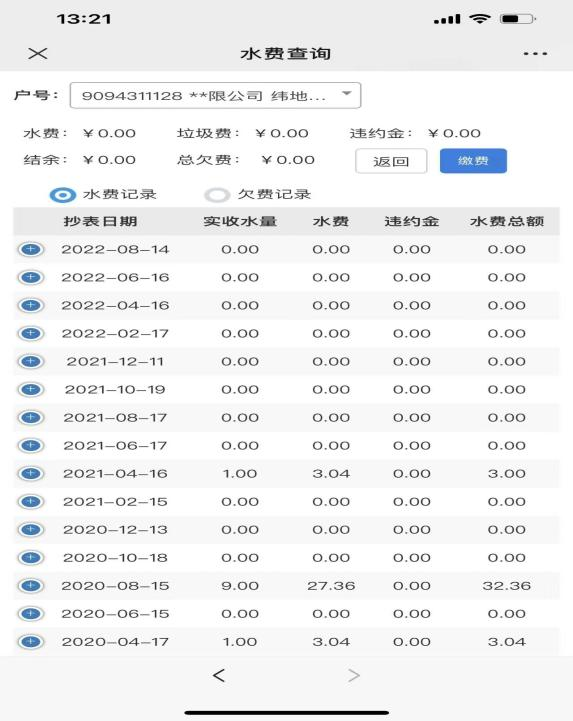 13:21
水费查询
户号： 9094311128 **限公司 纬地...
水费：￥0.00 垃圾费：￥0.00 违约金：￥0.00
结余：￥0.00 总欠费：￥0.00 返回 缴费
水费记录 欠费记录
抄表日期 实收水量 水费 违约金 水费总额
2022-08-14 0.00 0.00 0.00 0.00
2022-06-16 0.00 0.00 0.00 0.00
2022-04-16 0.00 0.00 0.00 0.00
2022-02-17 0.00 0.00 0.00 0.00
2021-12-11 0.00 0.00 0.00 0.00
2021-10-19 0.00 0.00 0.00 0.00
2021-08-17 0.00 0.00 0.00 0.00
2021-06-17 0.00 0.00 0.00 0.00
2021-04-16 1.00 3.04 0.00 3.00
2021-02-15 0.00 0.00 0.00 0.00
2020-12-13 0.00 0.00 0.00 0.00
2020-10-18 0.00 0.00 0.00 0.00
2020-08-15 9.00 27.36 0.00 32.36
2020-06-15 0.00 0.00 0.00 0.00
2020-04-17 1.00 3.04 0.00 3.04